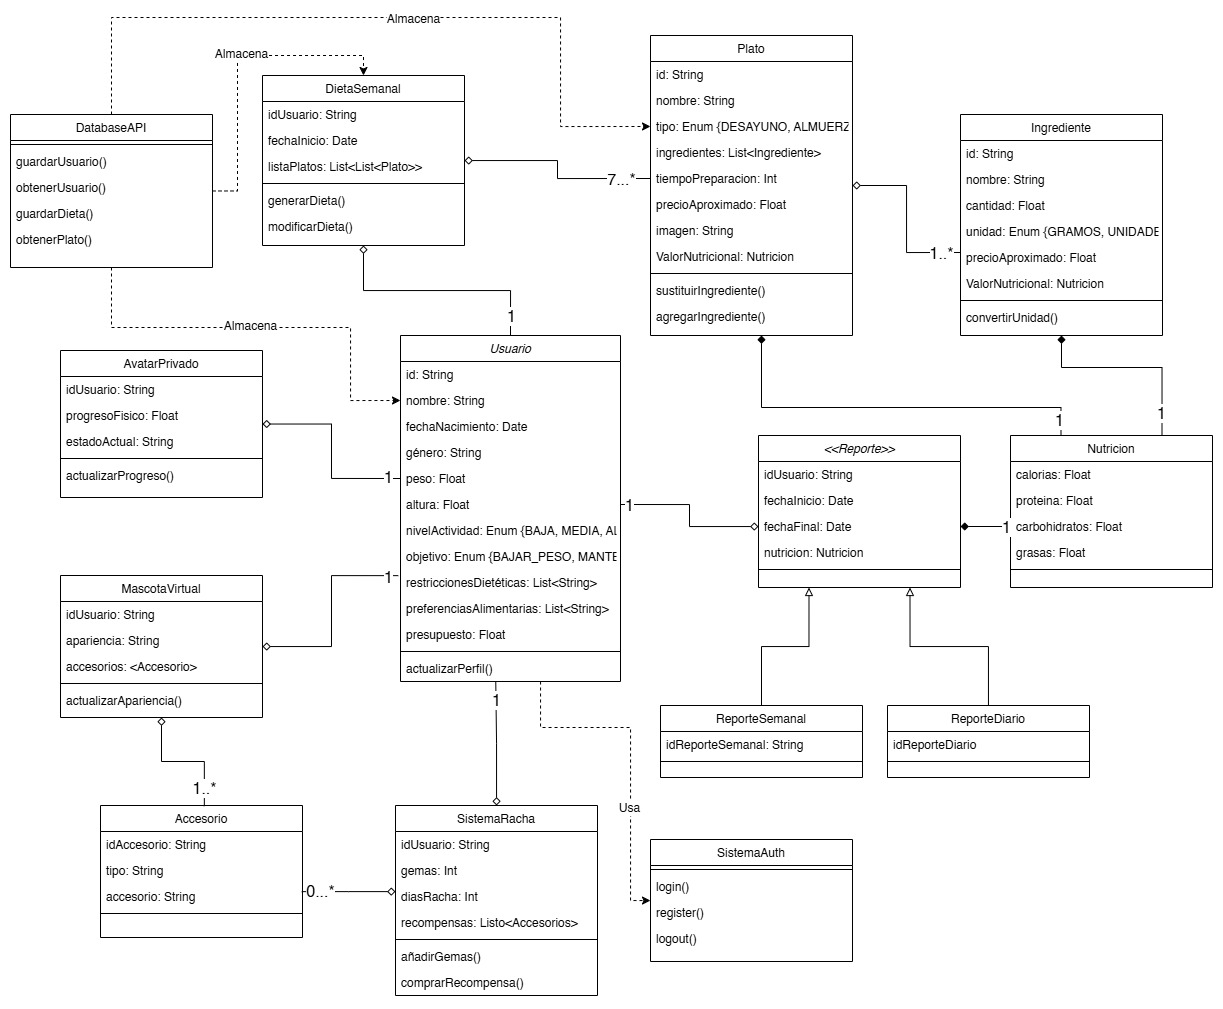 Almacena
Almacena
DatabaseAPI
guardarUsuario()
obtenerUsuario()
guardarDieta()
obtenerPlato()
DietaSemanal
idUsuario: String
fechaInicio: Date
listaPlatos: List<List<Plato>>
generarDieta()
modificarDieta()
7...*
Plato
id: String
nombre: String
tipo: Enum {DESAYUNO, ALMUERZ
ingredientes: List<Ingrediente>
tiempoPreparacion: Int
precioAproximado: Float
imagen: String
ValorNutricional: Nutricion
sustituirIngrediente()
agregarIngrediente()
1..*
Ingrediente
id: String
nombre: String
cantidad: Float
unidad: Enum {GRAMOS, UNIDADE
precioAproximado: Float
ValorNutricional: Nutricion
convertirUnidad()
1
Almacena
AvatarPrivado
idUsuario: String
progresoFisico: Float
estadoActual: String
actualizarProgreso()
1
Usuario
id: String
nombre: String
fechaNacimiento: Date
género: String
peso: Float
altura: Float
nivelActividad: Enum {BAJA, MEDIA, AL
objetivo: Enum {BAJAR_PESO, MANTE
restriccionesDietéticas: List<String>
preferenciasAlimentarias: List<String>
presupuesto: Float
actualizarPerfil()
1
<<Reporte>>
idUsuario: String
fechaInicio: Date
fechaFinal: Date
nutricion: Nutricion
1
1
1
Nutricion
calorias: Float
proteina: Float
carbohidratos: Float
grasas: Float
MascotaVirtual
idUsuario: String
apariencia: String
accesorios: <Accesorio>
actualizarApariencia()
1
1
ReporteSemanal
idReporteSemanal: String
ReporteDiario
idReporteDiario
1..*
Accesorio
idAccesorio: String
tipo: String
accesorio: String
0...*
SistemaRacha
idUsuario: String
gemas: Int
diasRacha: Int
recompensas: Listo<Accesorios>
añadirGemas()
comprarRecompensa()
Usa
SistemaAuth
login()
register()
logout()